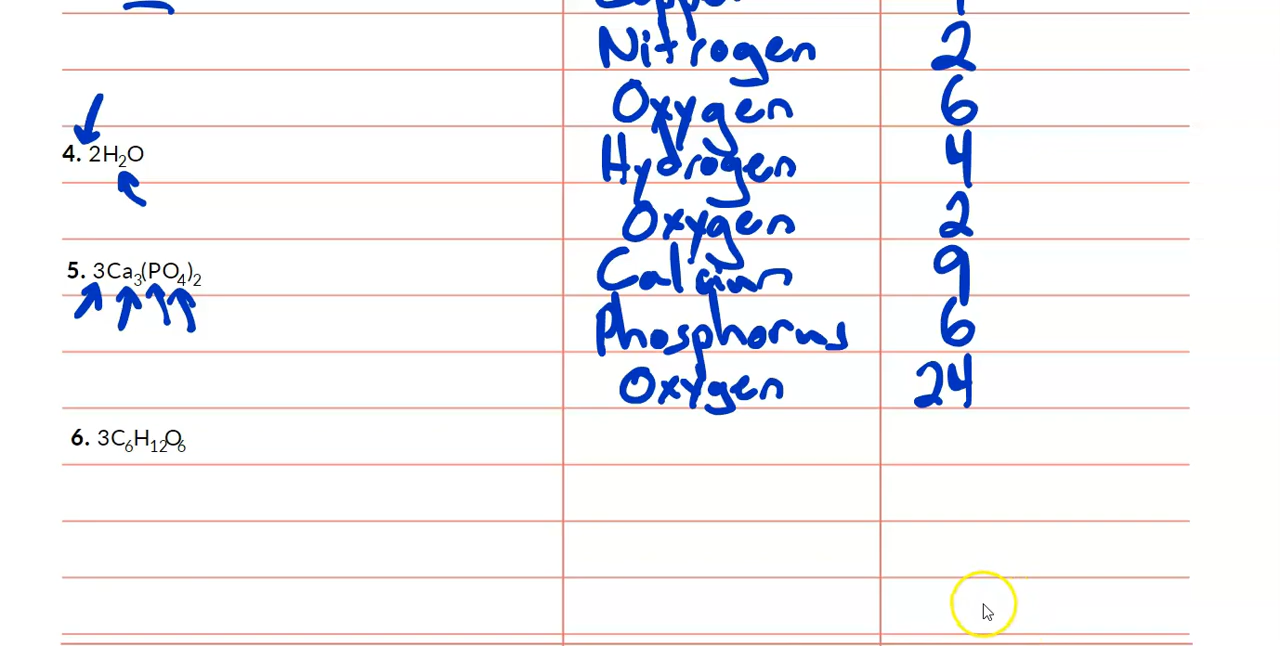 Nitrogen 2
Oxygen 6
4. 2H₂O Hydrogen 4
Oxygen 2
5. 3Ca₃(PO₄)₂ Calcium 9
Phosphorus 6
Oxygen 24
6. 3C₆H₁₂O₆